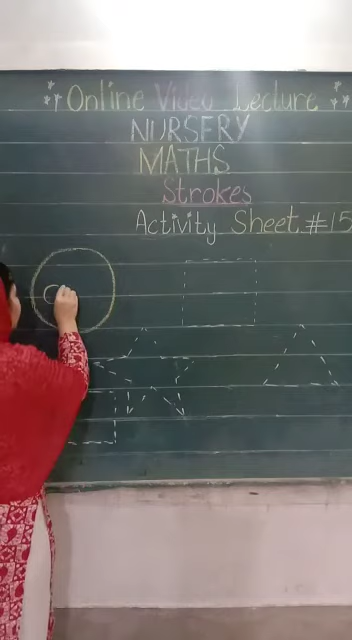 Online Video Lecture
NURSERY
MATHS
Strokes
Activity Sheet #15